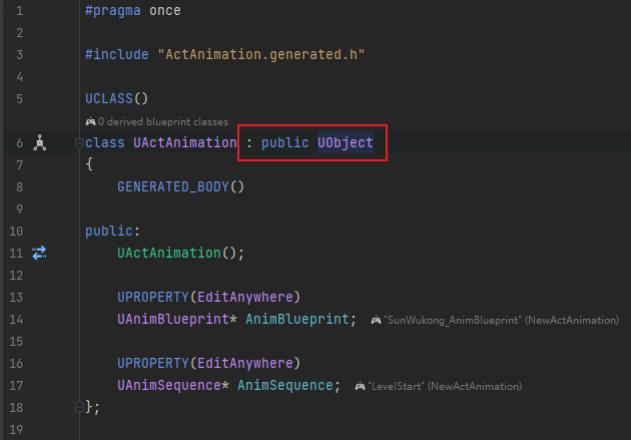 1 #pragma once
2
3 #include "ActAnimation.generated.h"
4
5 UCLASS()
0 derived blueprint classes
6 class UActAnimation : public UObject
7 {
8 GENERATED_BODY()
9
10 public:
11 UActAnimation();
12
13 UPROPERTY(EditAnywhere)
14 UAnimBlueprint* AnimBlueprint; "SunWukong_AnimBlueprint" (NewActAnimation)
15
16 UPROPERTY(EditAnywhere)
17 UAnimSequence* AnimSequence; "LevelStart" (NewActAnimation)
18 };
19